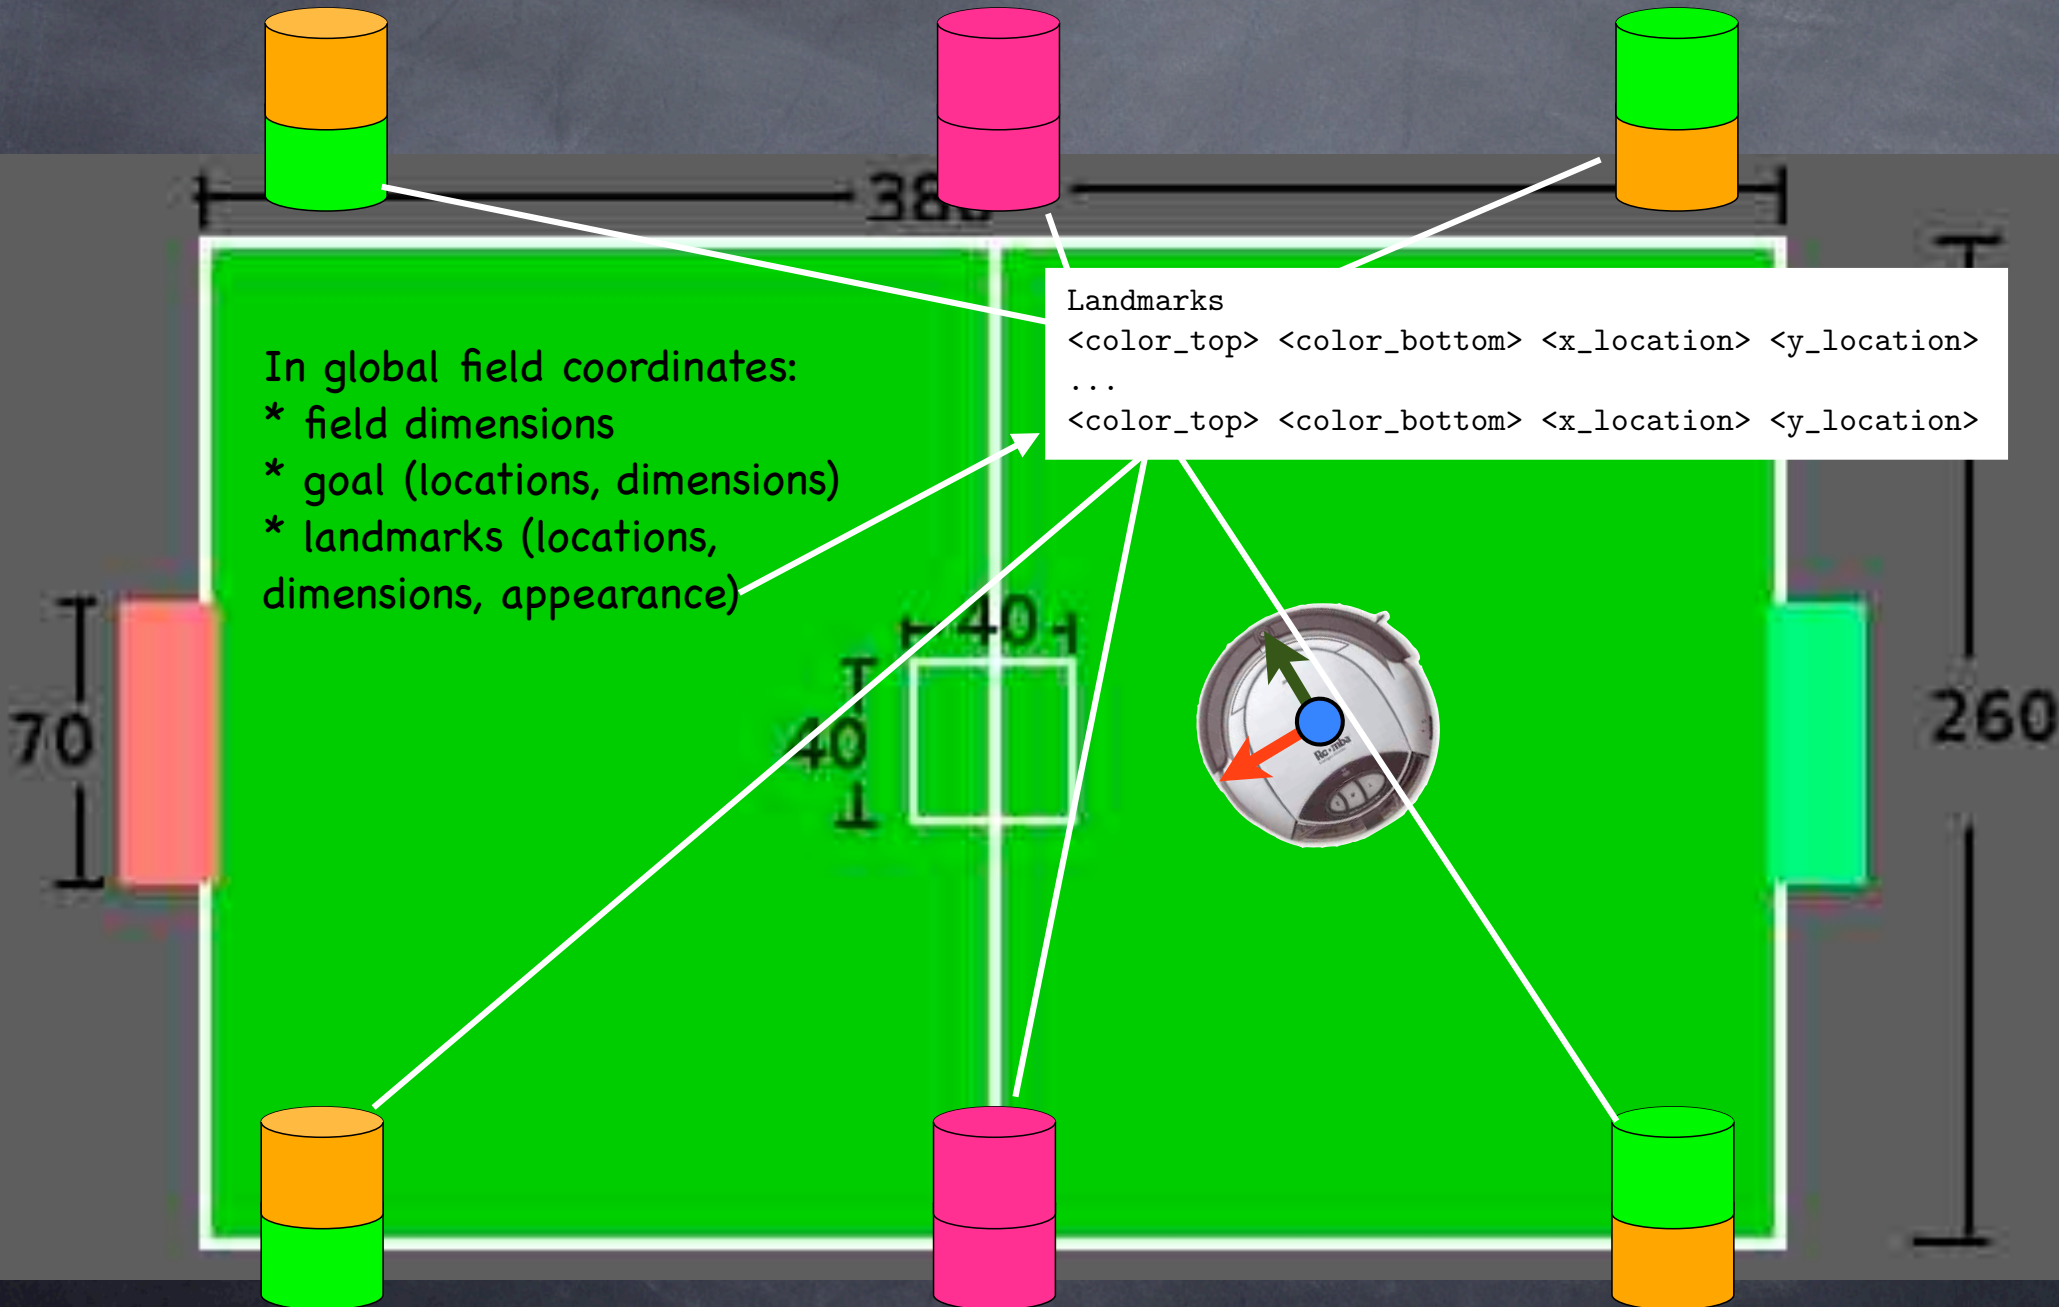 380
Landmarks
<color_top> <color_bottom> <x_location> <y_location>
...
<color_top> <color_bottom> <x_location> <y_location>
In global field coordinates:
* field dimensions
* goal (locations, dimensions)
* landmarks (locations,
dimensions, appearance)
40
40
70
260